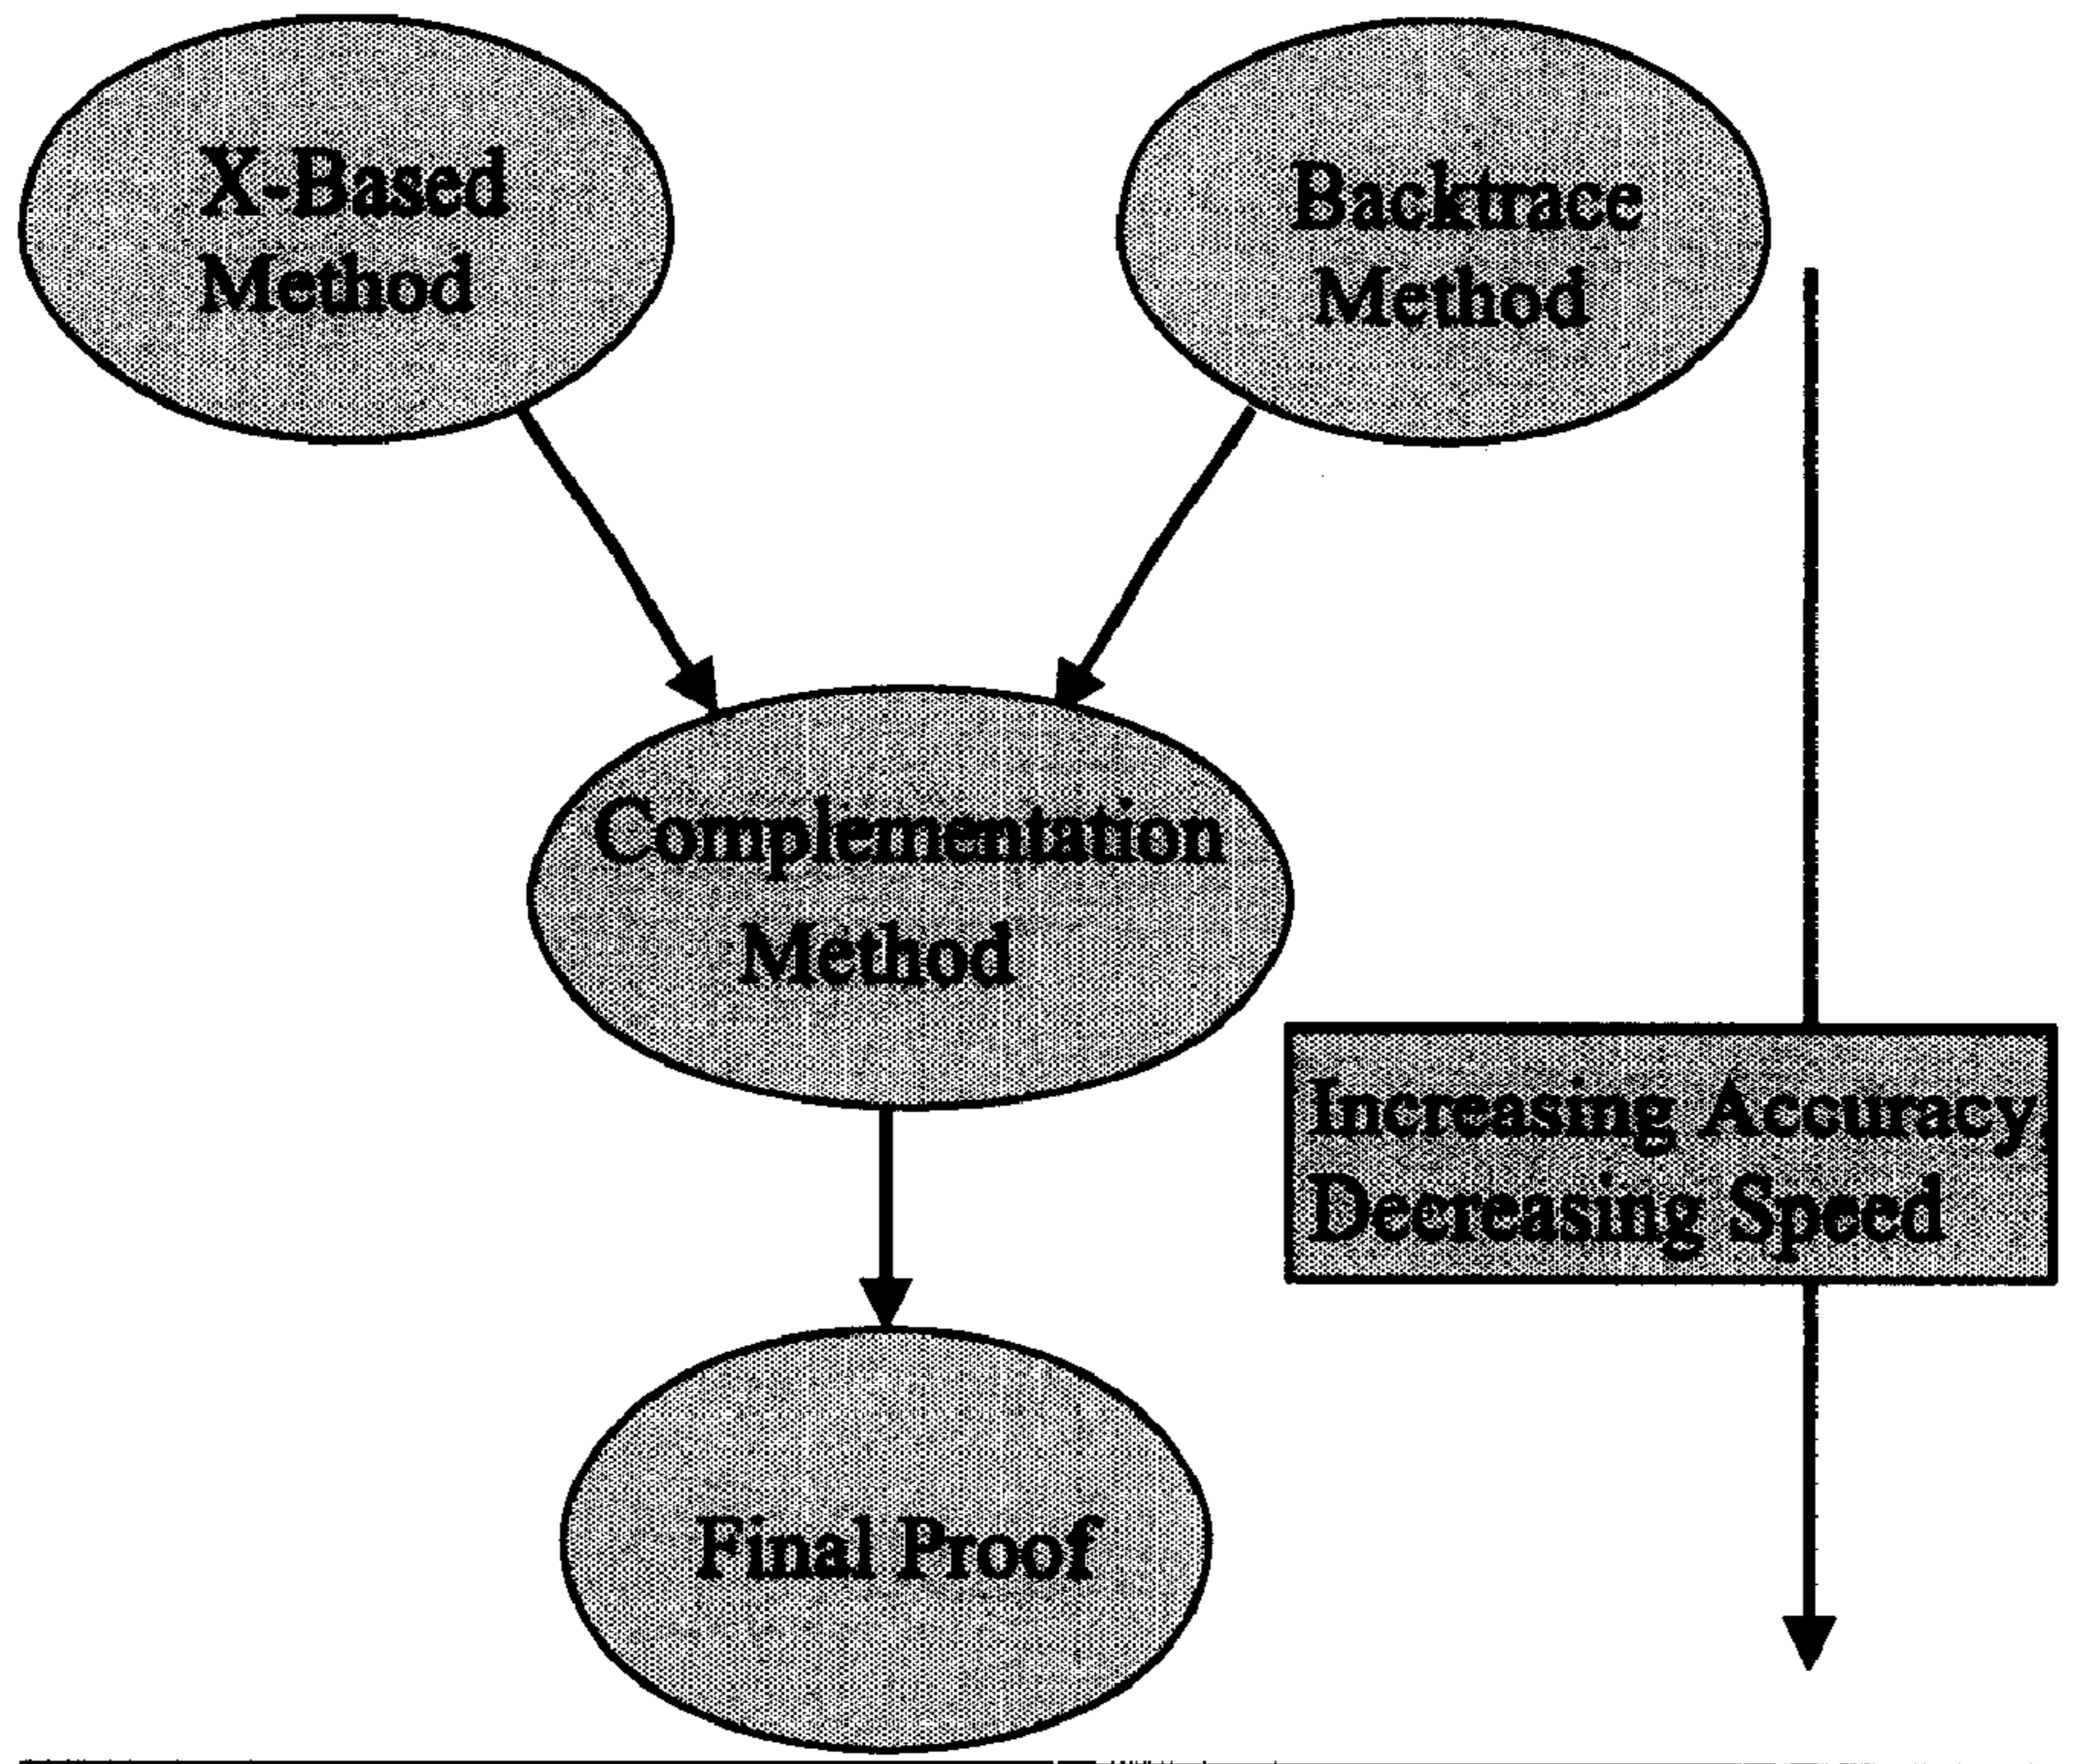 X-Based
Method
Backtrace
Method
Complementation
Method
Increasing Accuracy,
Decreasing Speed
Final Proof